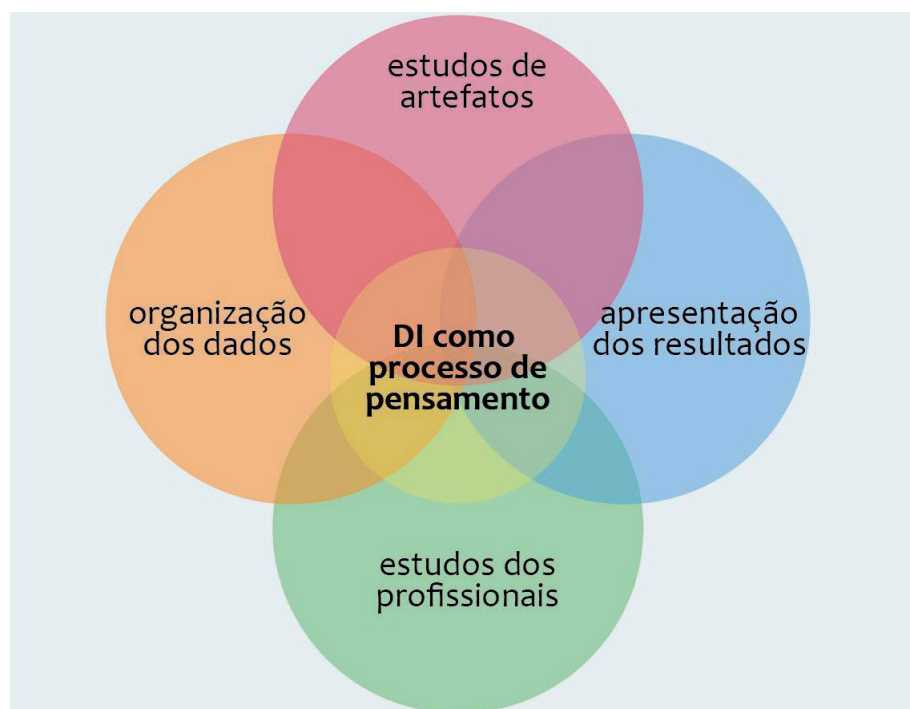 estudos de
artefatos
organização
dos dados
DI como
processo de
pensamento
apresentação
dos resultados
estudos dos
profissionais